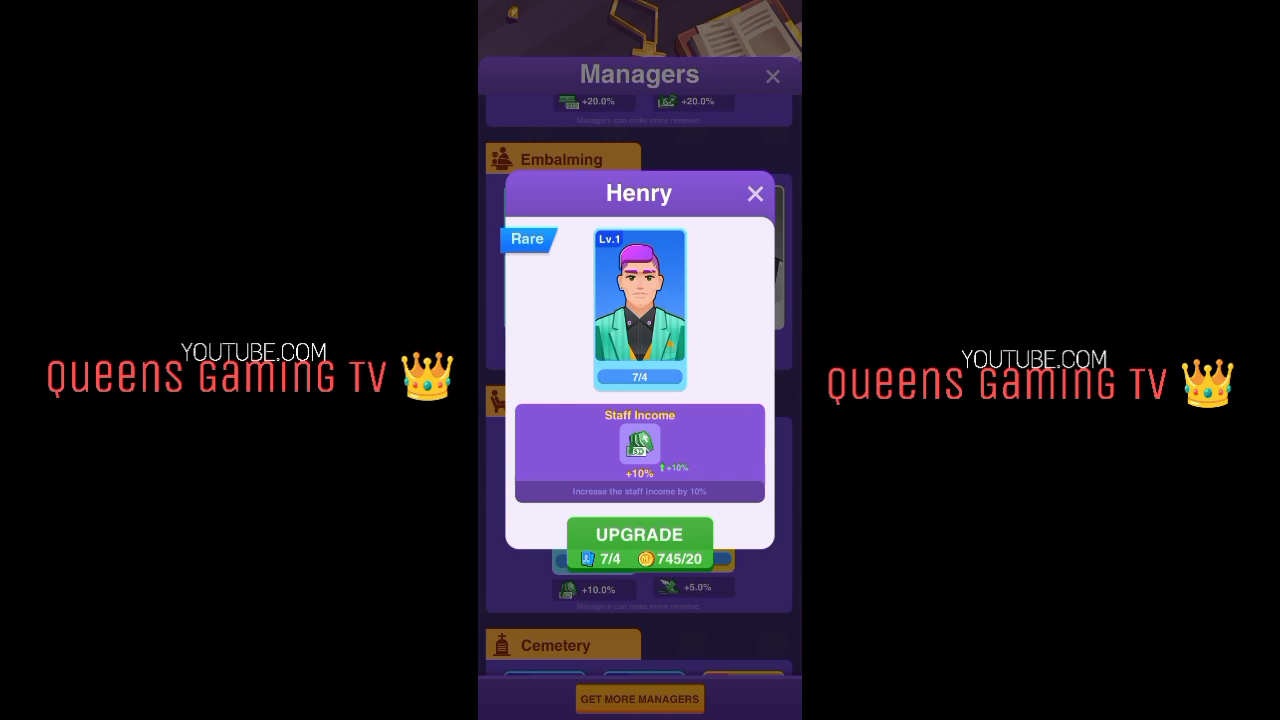 Managers
+20.0% +20.0%
Managers can make more revenue.
Embalming
Henry
Rare
Lv.1
7/4
Staff Income
+10% +10%
Increase the staff income by 10%
UPGRADE
7/4 745/20
+10.0% +5.0%
Managers can make more revenue.
Cemetery
GET MORE MANAGERS
YOUTUBE.COM
QUEENS GAMING TV
YOUTUBE.COM
QUEENS GAMING TV